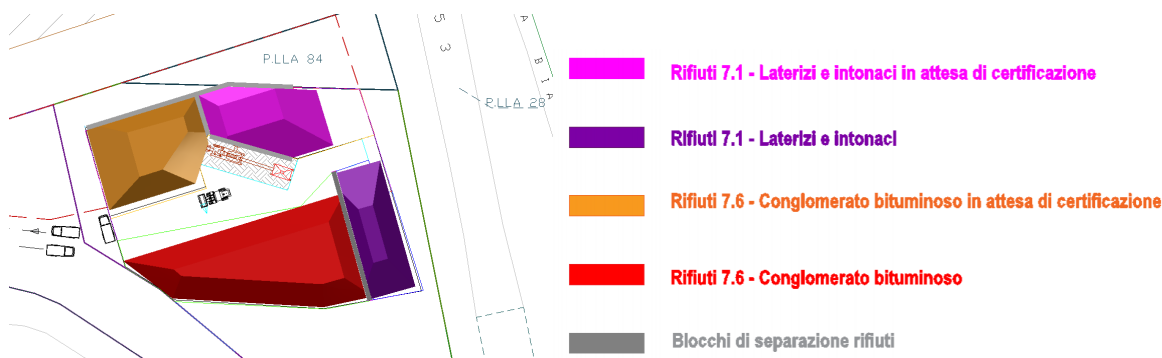 P.LLA 84
5 3
A B I A
P.LLA 28
Rifiuti 7.1 - Laterizi e intonaci in attesa di certificazione
Rifiuti 7.1 - Laterizi e intonaci
Rifiuti 7.6 - Conglomerato bituminoso in attesa di certificazione
Rifiuti 7.6 - Conglomerato bituminoso
Blocchi di separazione rifiuti